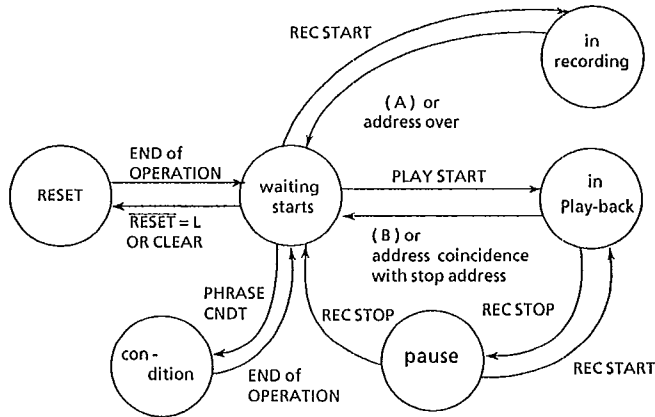 REC START
in
recording
(A) or
address over
END of
OPERATION
RESET
waiting
starts
PLAY START
in
Play-back
RESET = L
OR CLEAR
(B) or
address coincidence
with stop address
PHRASE
CNDT
REC STOP
REC STOP
con -
dition
pause
END of
OPERATION
REC START